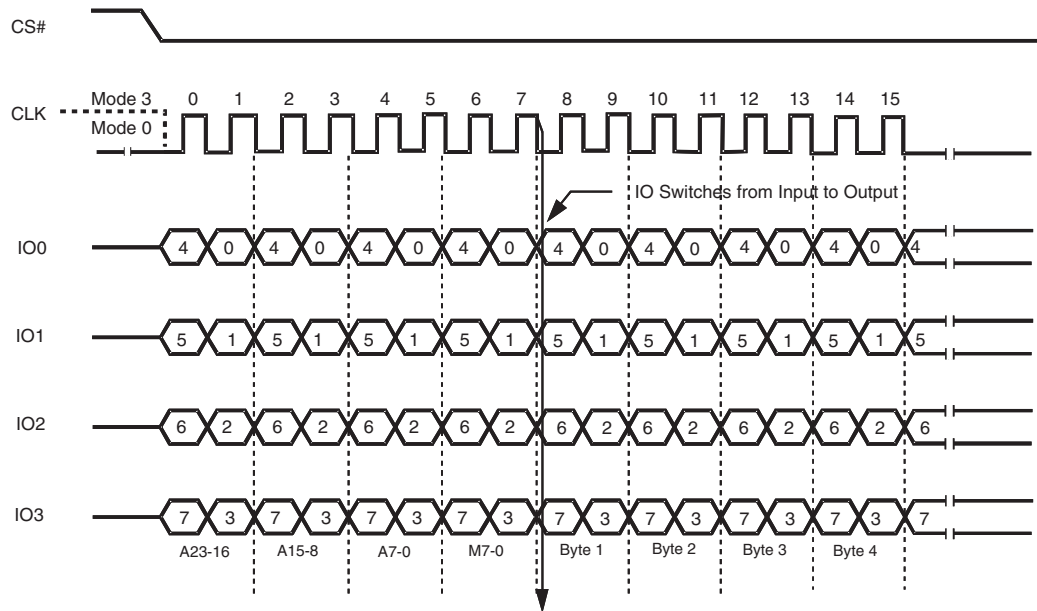 CS#
CLK
Mode 3
Mode 0
0 1 2 3 4 5 6 7 8 9 10 11 12 13 14 15
IO Switches from Input to Output
IO0 4 0 4 0 4 0 4 0 4 0 4 0 4 0 4 0 4
IO1 5 1 5 1 5 1 5 1 5 1 5 1 5 1 5 1 5
IO2 6 2 6 2 6 2 6 2 6 2 6 2 6 2 6 2 6
IO3 7 3 7 3 7 3 7 3 7 3 7 3 7 3 7 3 7
A23-16 A15-8 A7-0 M7-0 Byte 1 Byte 2 Byte 3 Byte 4